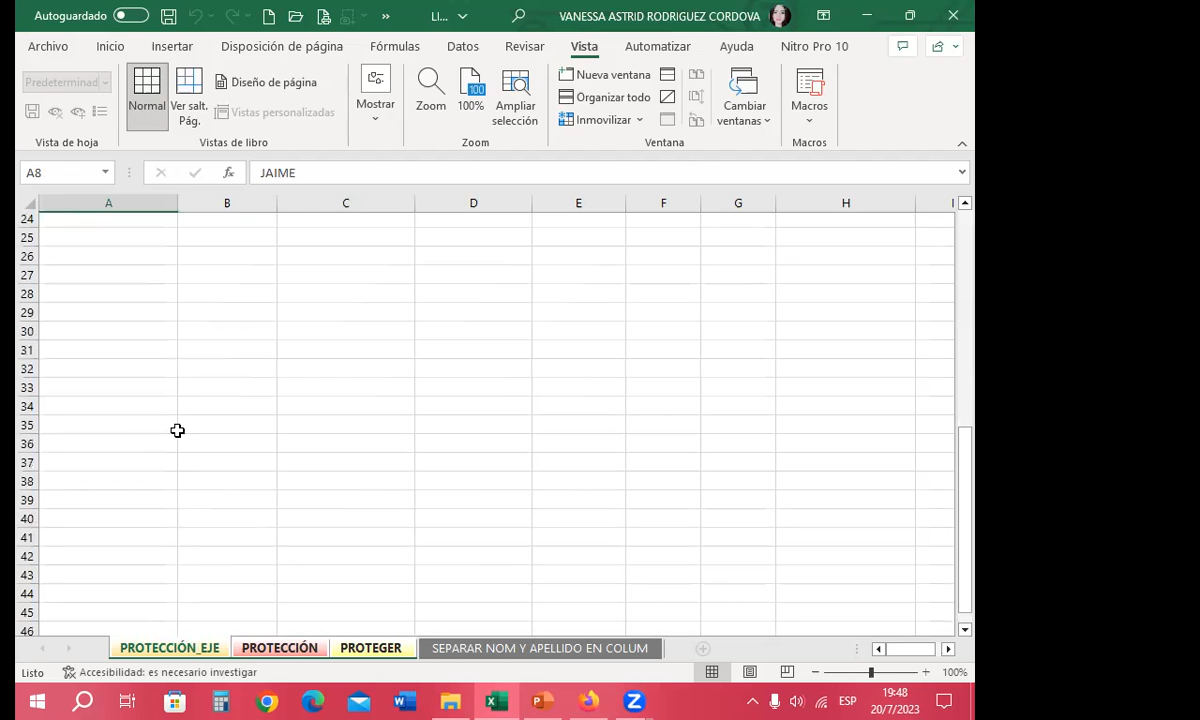 Autoguardado
LI...
VANESSA ASTRID RODRIGUEZ CORDOVA
Archivo Inicio Insertar Disposición de página Fórmulas Datos Revisar Vista Automatizar Ayuda Nitro Pro 10
Predeterminad
Normal
Ver salt.
Pág.
Diseño de página
Vistas personalizadas
Mostrar
Zoom
100
100%
Ampliar
selección
Nueva ventana
Organizar todo
Inmovilizar
Cambiar
ventanas
Macros
Vista de hoja
Vistas de libro
Zoom
Ventana
Macros
A8
fx
JAIME
A B C D E F G H I
24
25
26
27
28
29
30
31
32
33
34
35
36
37
38
39
40
41
42
43
44
45
46
PROTECCIÓN_EJE PROTECCIÓN PROTEGER SEPARAR NOM Y APELLIDO EN COLUM
Listo
Accesibilidad: es necesario investigar
100%
ESP
19:48
20/7/2023